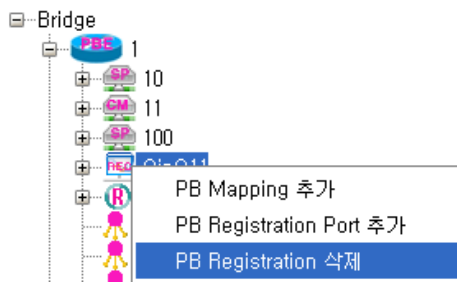 Bridge
PBE 1
SP 10
CM 11
SP 100
REG
R
PB Mapping 추가
PB Registration Port 추가
PB Registration 삭제